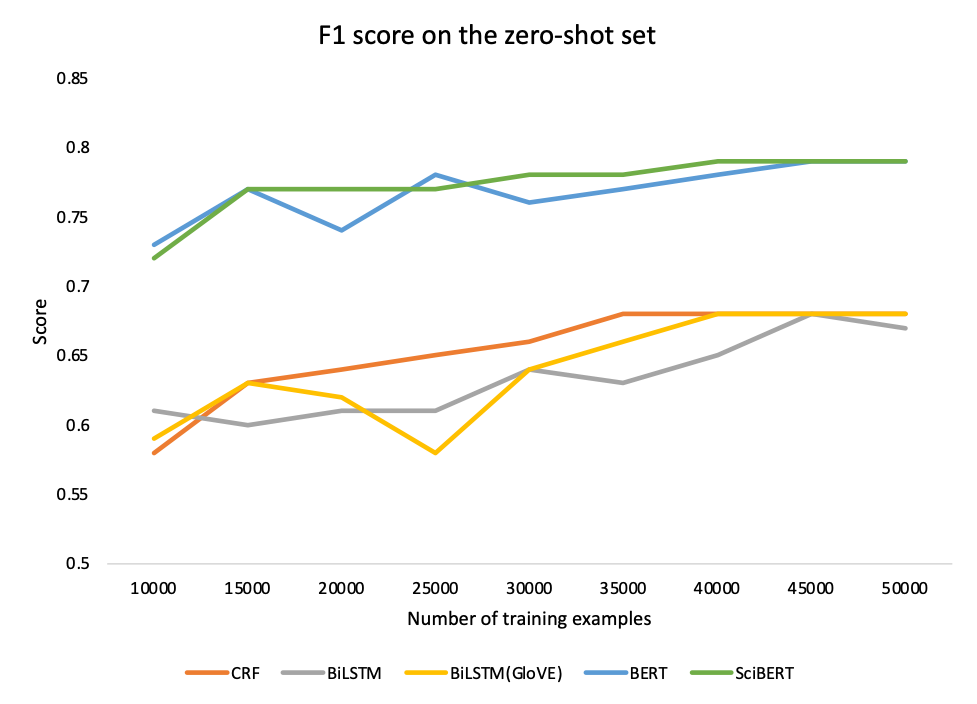 F1 score on the zero-shot set
0.85
0.8
0.75
0.7
0.65
0.6
0.55
0.5
Score
10000 15000 20000 25000 30000 35000 40000 45000 50000
Number of training examples
CRF BiLSTM BiLSTM(GloVE) BERT SciBERT